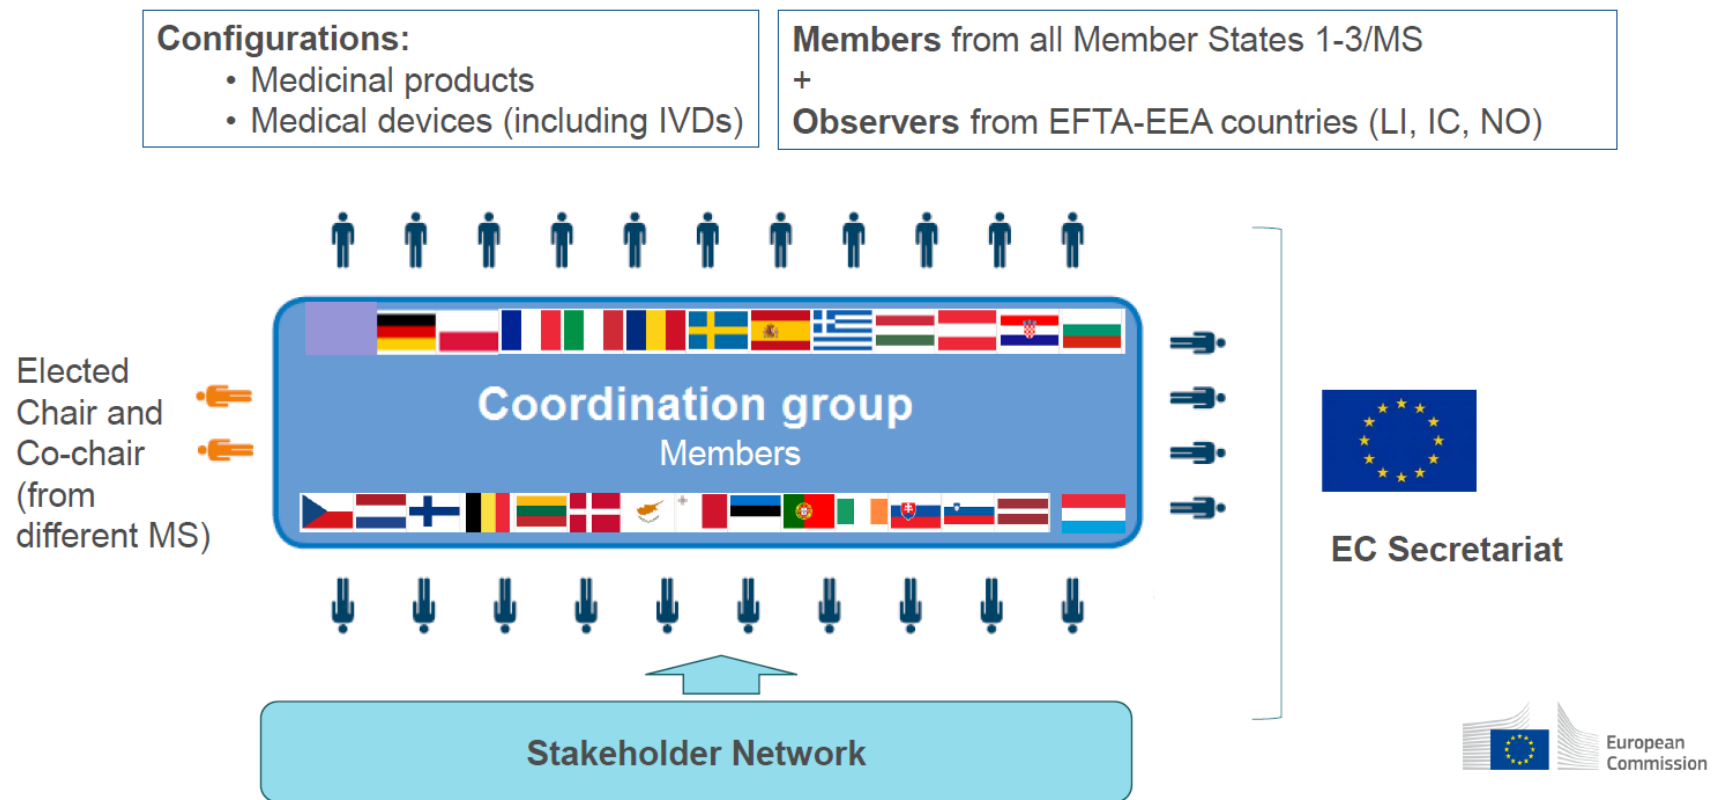 Configurations:
• Medicinal products
• Medical devices (including IVDs)
Members from all Member States 1-3/MS
+
Observers from EFTA-EEA countries (LI, IC, NO)
Elected
Chair and
Co-chair
(from
different MS)
Coordination group
Members
EC Secretariat
Stakeholder Network
European
Commission